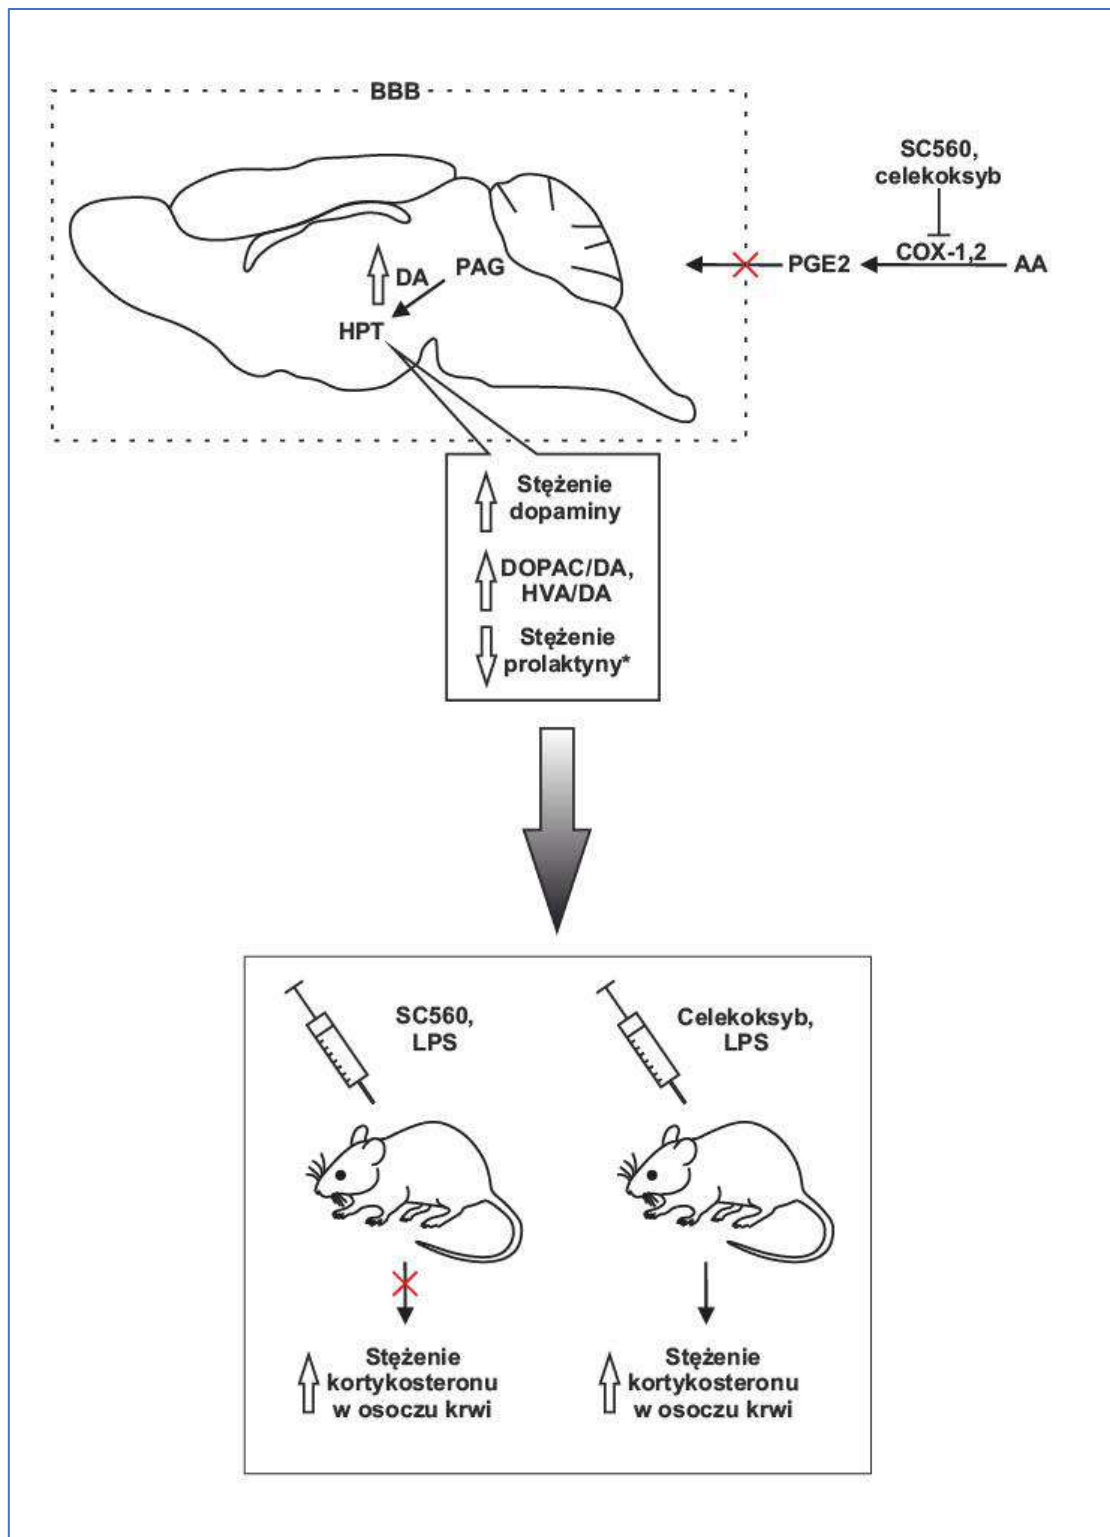 BBB
SC560,
celekoksyb
COX-1,2
PGE2
AA
DA
PAG
HPT
Stężenie
dopaminy
DOPAC/DA,
HVA/DA
Stężenie
prolaktyny*
SC560,
LPS
Celekoksyb,
LPS
Stężenie
kortykosteronu
w osoczu krwi
Stężenie
kortykosteronu
w osoczu krwi